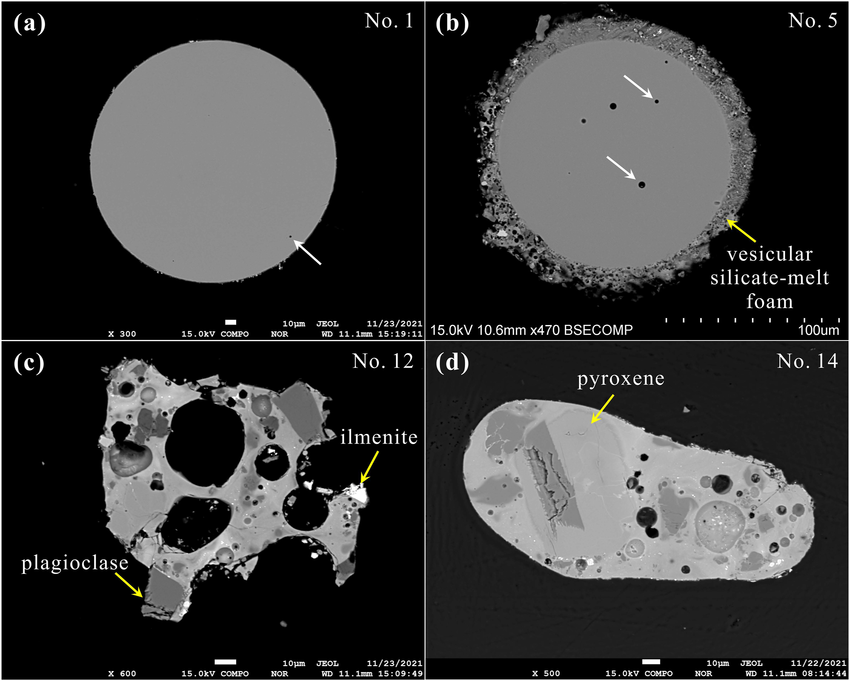 (a)
No. 1
10μm JEOL 11/23/2021
X 300 15.0kV COMPO NOR WD 11.1mm 15:19:11
(b)
No. 5
vesicular
silicate-melt
foam
15.0kV 10.6mm x470 BSECOMP
100um
(c)
No. 12
ilmenite
plagioclase
10μm JEOL 11/23/2021
X 600 15.0kV COMPO NOR WD 11.1mm 15:09:49
(d)
No. 14
pyroxene
10μm JEOL 11/22/2021
X 500 15.0kV COMPO NOR WD 11.1mm 08:14:44